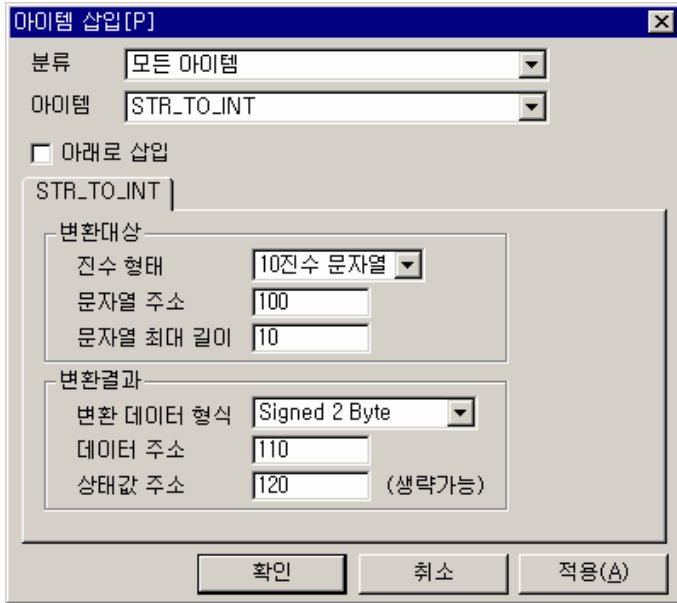 아이템 삽입[P]
분류 모든 아이템
아이템 STR_TO_INT
아래로 삽입
STR_TO_INT
변환대상
진수 형태 10진수 문자열
문자열 주소 100
문자열 최대 길이 10
변환결과
변환 데이터 형식 Signed 2 Byte
데이터 주소 110
상태값 주소 120 (생략가능)
확인 취소 적용(A)